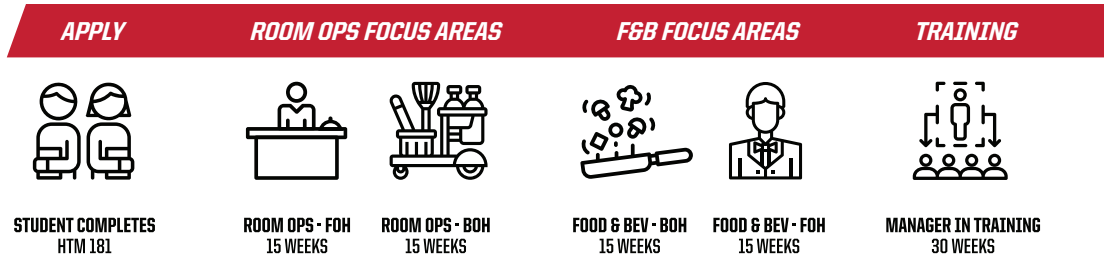 APPLY
ROOM OPS FOCUS AREAS
F&B FOCUS AREAS
TRAINING
STUDENT COMPLETES
HTM 181
ROOM OPS - FOH
15 WEEKS
ROOM OPS - BOH
15 WEEKS
FOOD & BEV - BOH
15 WEEKS
FOOD & BEV - FOH
15 WEEKS
MANAGER IN TRAINING
30 WEEKS